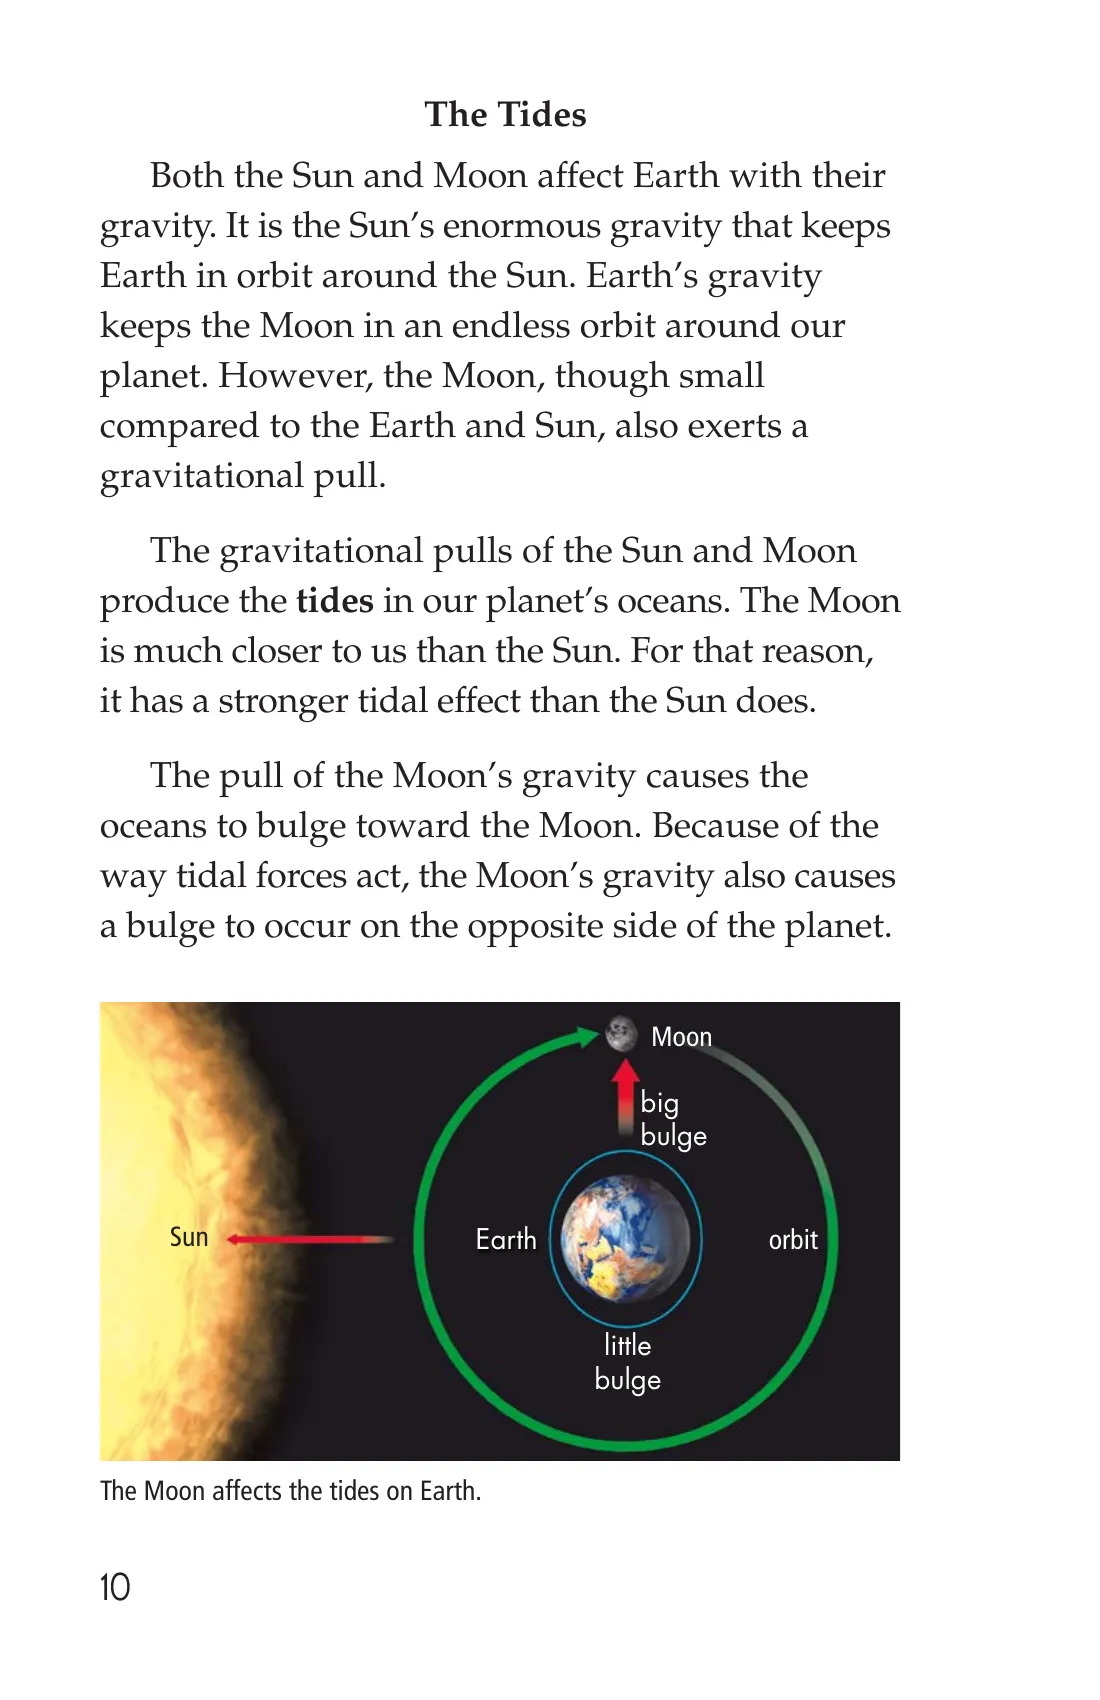 The Tides
Both the Sun and Moon affect Earth with their
gravity. It is the Sun’s enormous gravity that keeps
Earth in orbit around the Sun. Earth’s gravity
keeps the Moon in an endless orbit around our
planet. However, the Moon, though small
compared to the Earth and Sun, also exerts a
gravitational pull.
The gravitational pulls of the Sun and Moon
produce the tides in our planet’s oceans. The Moon
is much closer to us than the Sun. For that reason,
it has a stronger tidal effect than the Sun does.
The pull of the Moon’s gravity causes the
oceans to bulge toward the Moon. Because of the
way tidal forces act, the Moon’s gravity also causes
a bulge to occur on the opposite side of the planet.
Moon
big
bulge
Sun
Earth
orbit
little
bulge
The Moon affects the tides on Earth.
10